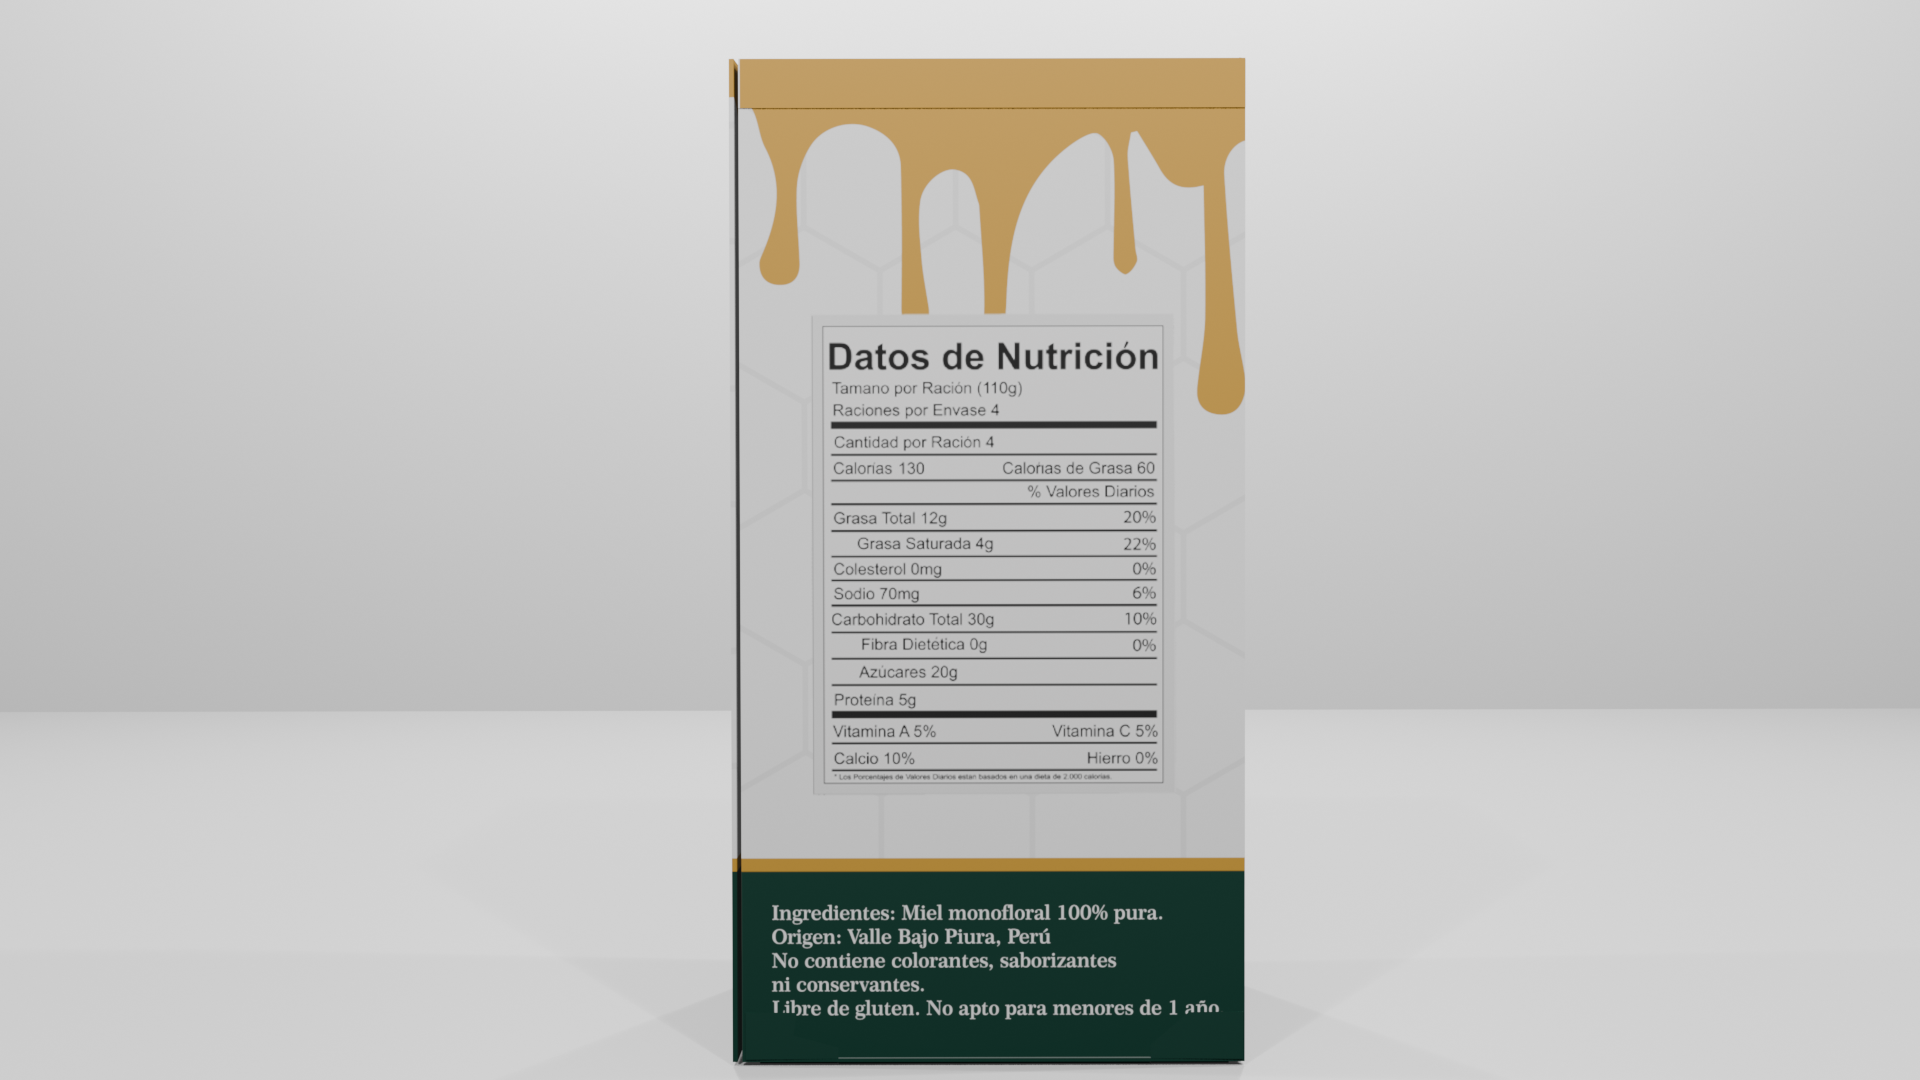 Datos de Nutrición
Tamano por Ración (110g)
Raciones por Envase 4
Cantidad por Ración 4
Calorías 130 Calorías de Grasa 60
% Valores Diarios
Grasa Total 12g 20%
Grasa Saturada 4g 22%
Colesterol 0mg 0%
Sodio 70mg 6%
Carbohidrato Total 30g 10%
Fibra Dietética 0g 0%
Azúcares 20g
Proteína 5g
Vitamina A 5% Vitamina C 5%
Calcio 10% Hierro 0%
* Los Porcentajes de Valores Diarios estan basados en una dieta de 2.000 calorias.
Ingredientes: Miel monofloral 100% pura.
Origen: Valle Bajo Piura, Perú
No contiene colorantes, saborizantes
ni conservantes.
Libre de gluten. No apto para menores de 1 año